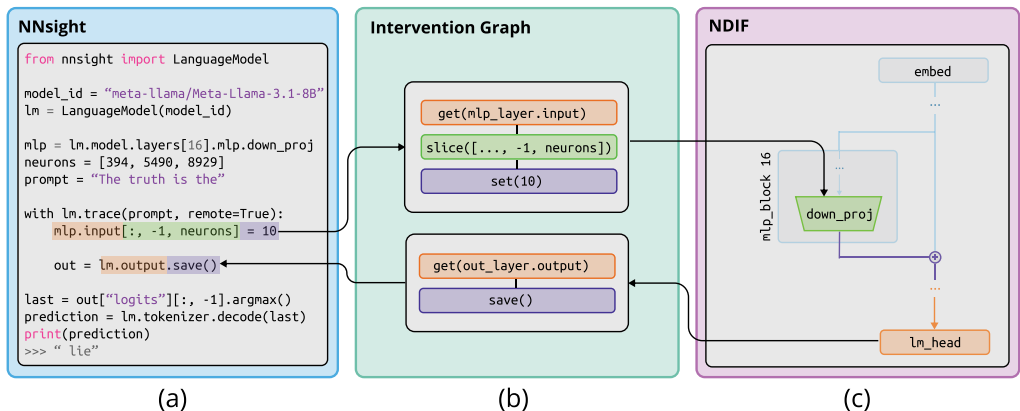 NNsight
from nnsight import LanguageModel
model_id = “meta-llama/Meta-Llama-3.1-8B”
lm = LanguageModel(model_id)
mlp = lm.model.layers[16].mlp.down_proj
neurons = [394, 5490, 8929]
prompt = “The truth is the”
with lm.trace(prompt, remote=True):
mlp.input[:, -1, neurons] = 10
out = lm.output.save()
last = out[“logits”][:, -1].argmax()
prediction = lm.tokenizer.decode(last)
print(prediction)
>>> “ lie”
(a)
Intervention Graph
get(mlp_layer.input)
slice([..., -1, neurons])
set(10)
get(out_layer.output)
save()
(b)
NDIF
embed
...
...
mlp_block 16
down_proj
...
lm_head
(c)